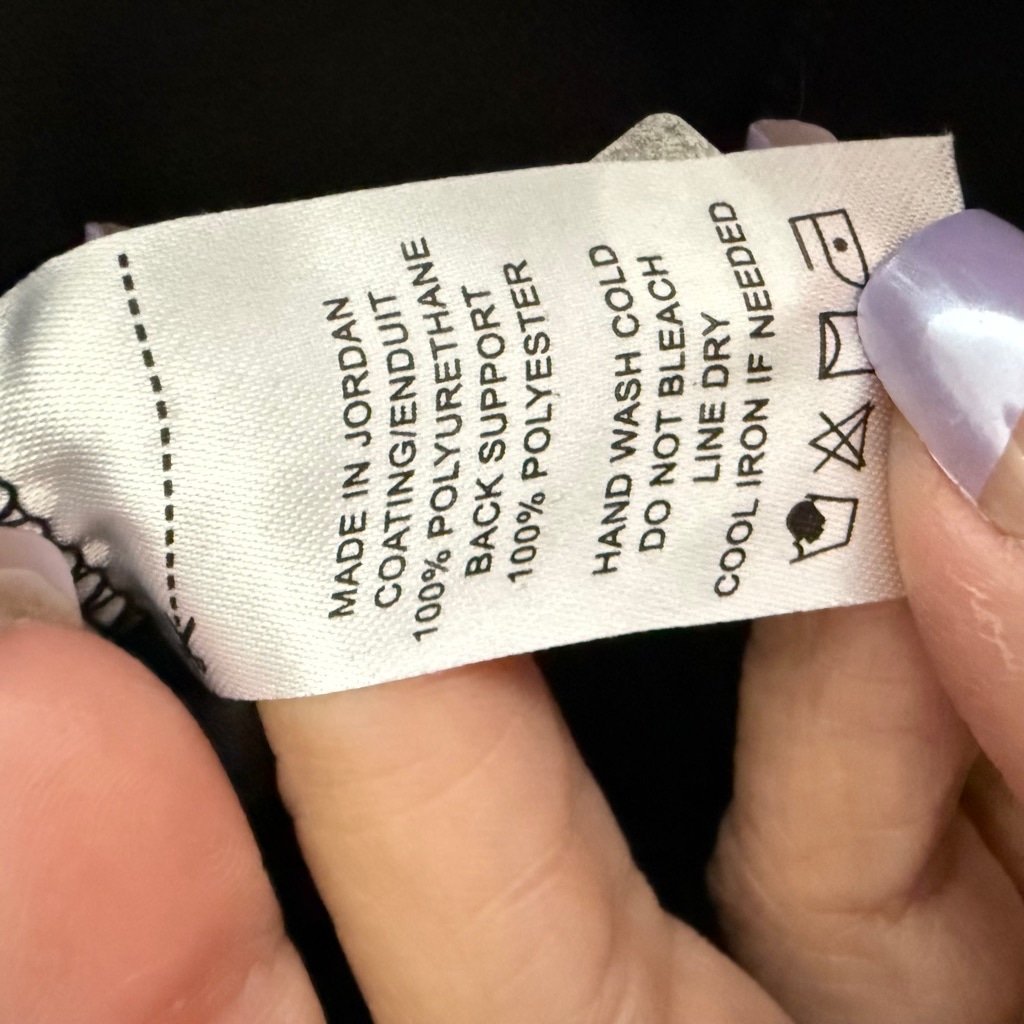 MADE IN JORDAN
COATING/ENDUIT
100% POLYURETHANE
BACK SUPPORT
100% POLYESTER
HAND WASH COLD
DO NOT BLEACH
LINE DRY
COOL IRON IF NEEDED